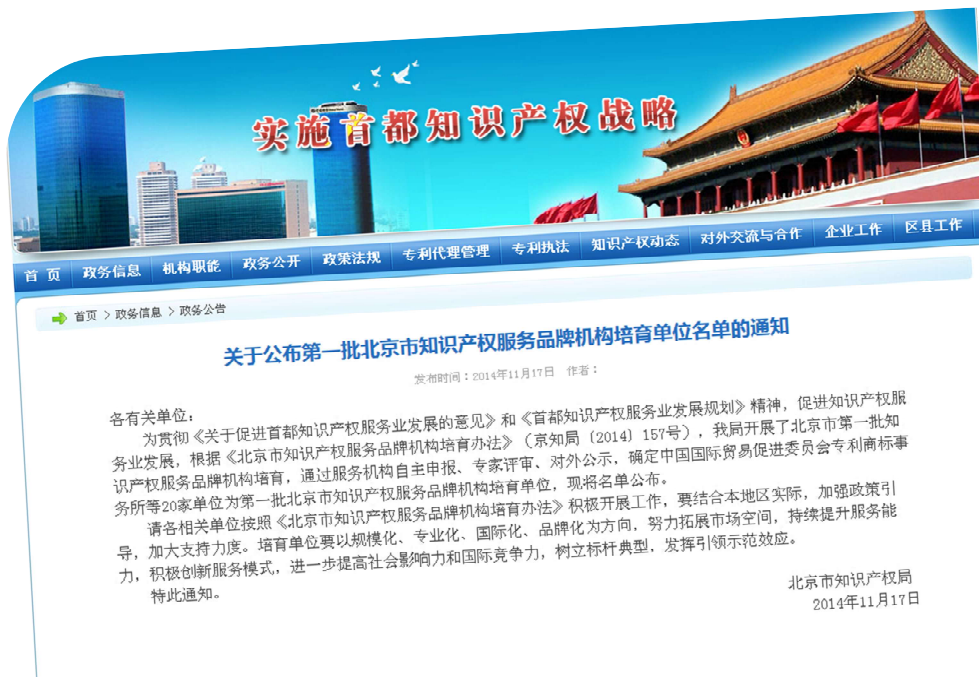 实施首都知识产权战略
首 页 政务信息 机构职能 政务公开 政策法规 专利代理管理 专利执法 知识产权动态 对外交流与合作 企业工作 区县工作
首页 > 政务信息 > 政务公告
关于公布第一批北京市知识产权服务品牌机构培育单位名单的通知
发布时间：2014年11月17日 作者：
各有关单位：
为贯彻《关于促进首都知识产权服务业发展的意见》和《首都知识产权服务业发展规划》精神，促进知识产权服
务业发展，根据《北京市知识产权服务品牌机构培育办法》（京知局〔2014〕157号），我局开展了北京市第一批知
识产权服务品牌机构培育，通过服务机构自主申报、专家评审、对外公示，确定中国国际贸易促进委员会专利商标事
务所等20家单位为第一批北京市知识产权服务品牌机构培育单位，现将名单公布。
请各相关单位按照《北京市知识产权服务品牌机构培育办法》积极开展工作，要结合本地区实际，加强政策引
导，加大支持力度。培育单位要以规模化、专业化、国际化、品牌化为方向，努力拓展市场空间，持续提升服务能
力，积极创新服务模式，进一步提高社会影响力和国际竞争力，树立标杆典型，发挥引领示范效应。
特此通知。
北京市知识产权局
2014年11月17日